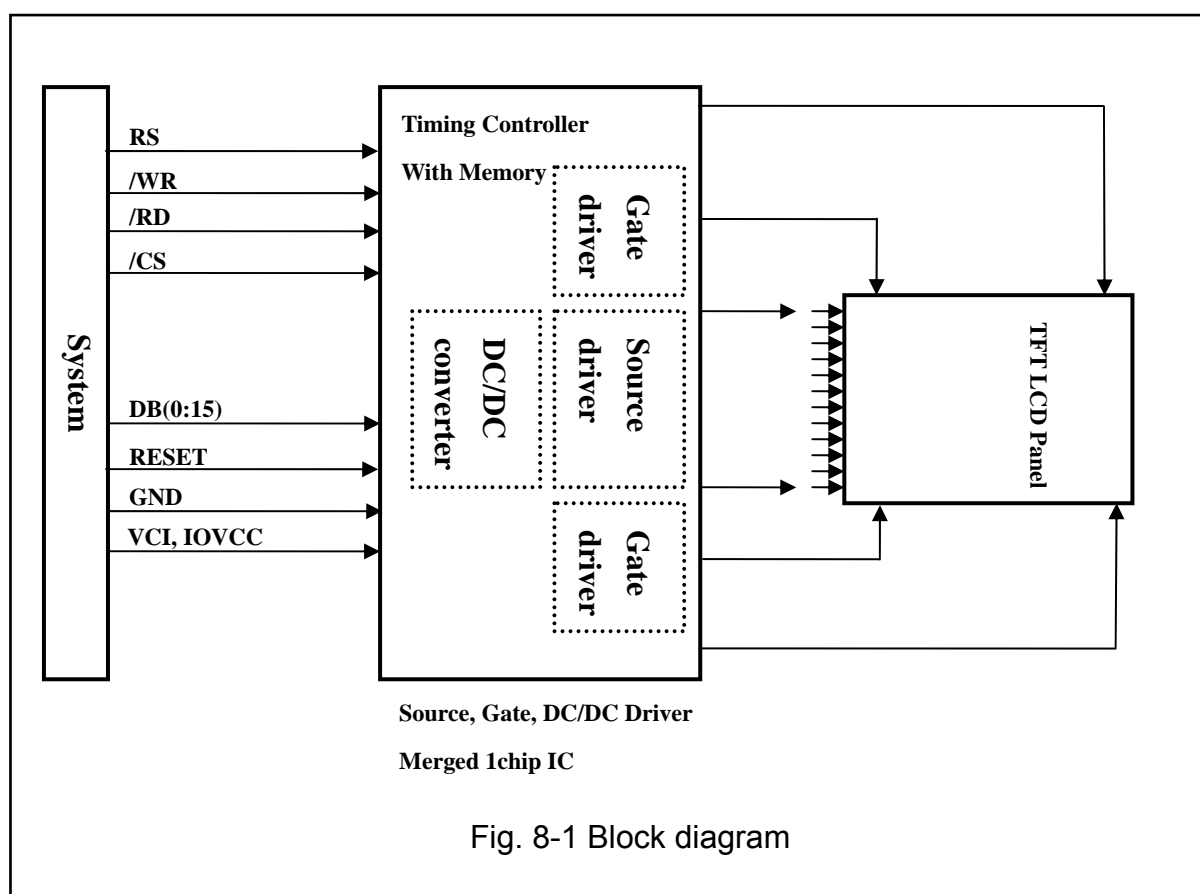 System
RS
/WR
/RD
/CS
DB(0:15)
RESET
GND
VCI, IOVCC
Timing Controller
With Memory
Gate
driver
DC/DC
converter
Source
driver
Gate
driver
TFT LCD Panel
Source, Gate, DC/DC Driver
Merged 1chip IC
Fig. 8-1 Block diagram